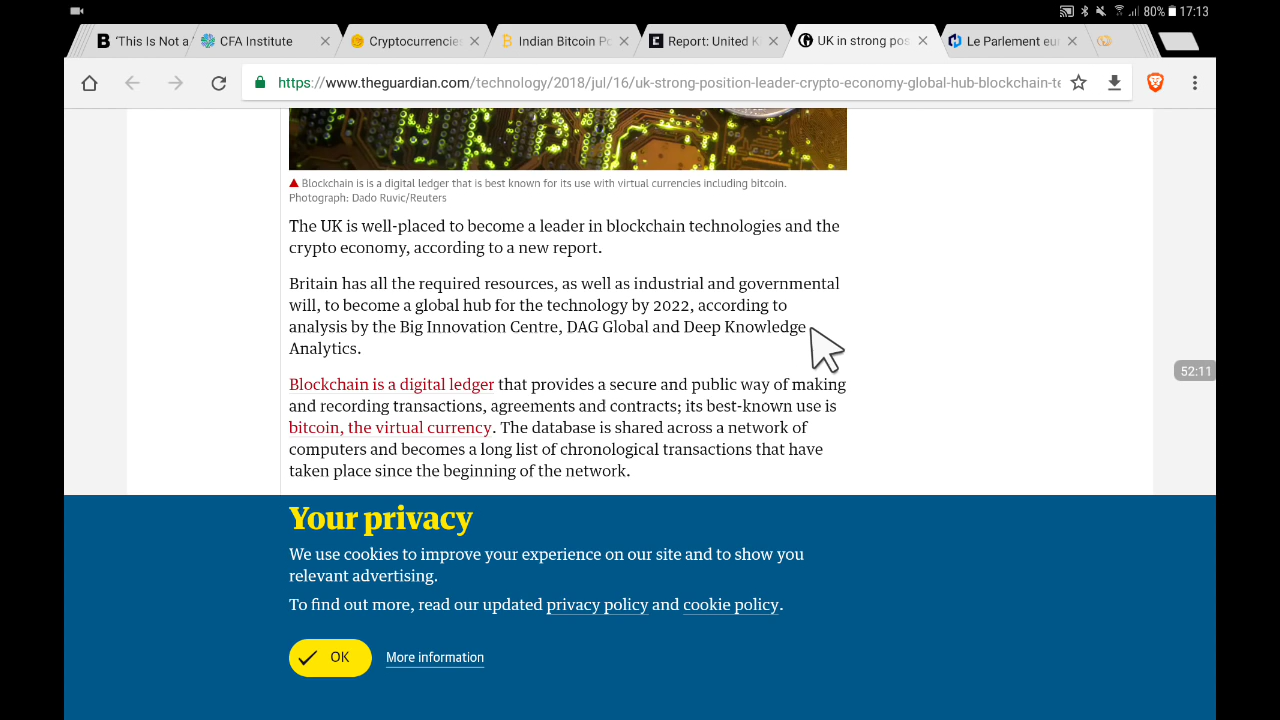 80% 17:13
'This Is Not a
CFA Institute
Cryptocurrencie
Indian Bitcoin Po
Report: United K
UK in strong pos
Le Parlement eur
https://www.theguardian.com/technology/2018/jul/16/uk-strong-position-leader-crypto-economy-global-hub-blockchain-te
Blockchain is is a digital ledger that is best known for its use with virtual currencies including bitcoin.
Photograph: Dado Ruvic/Reuters
The UK is well-placed to become a leader in blockchain technologies and the
crypto economy, according to a new report.
Britain has all the required resources, as well as industrial and governmental
will, to become a global hub for the technology by 2022, according to
analysis by the Big Innovation Centre, DAG Global and Deep Knowledge
Analytics.
52:11
Blockchain is a digital ledger that provides a secure and public way of making
and recording transactions, agreements and contracts; its best-known use is
bitcoin, the virtual currency. The database is shared across a network of
computers and becomes a long list of chronological transactions that have
taken place since the beginning of the network.
Your privacy
We use cookies to improve your experience on our site and to show you
relevant advertising.
To find out more, read our updated privacy policy and cookie policy.
OK
More information